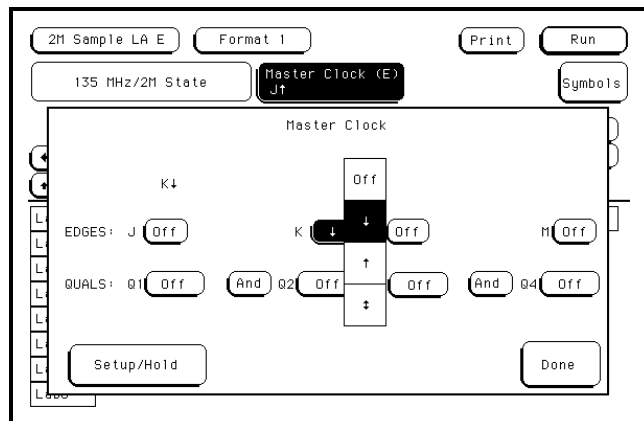 2M Sample LA E Format 1 Print Run
135 MHz/2M State Master Clock (E) J↑ Symbols
Master Clock
K↓
Off
↓
↑
↕
EDGES: J Off K ↓ Off M Off
QUALS: Q1 Off And Q2 Off Off And Q4 Off
Setup/Hold Done